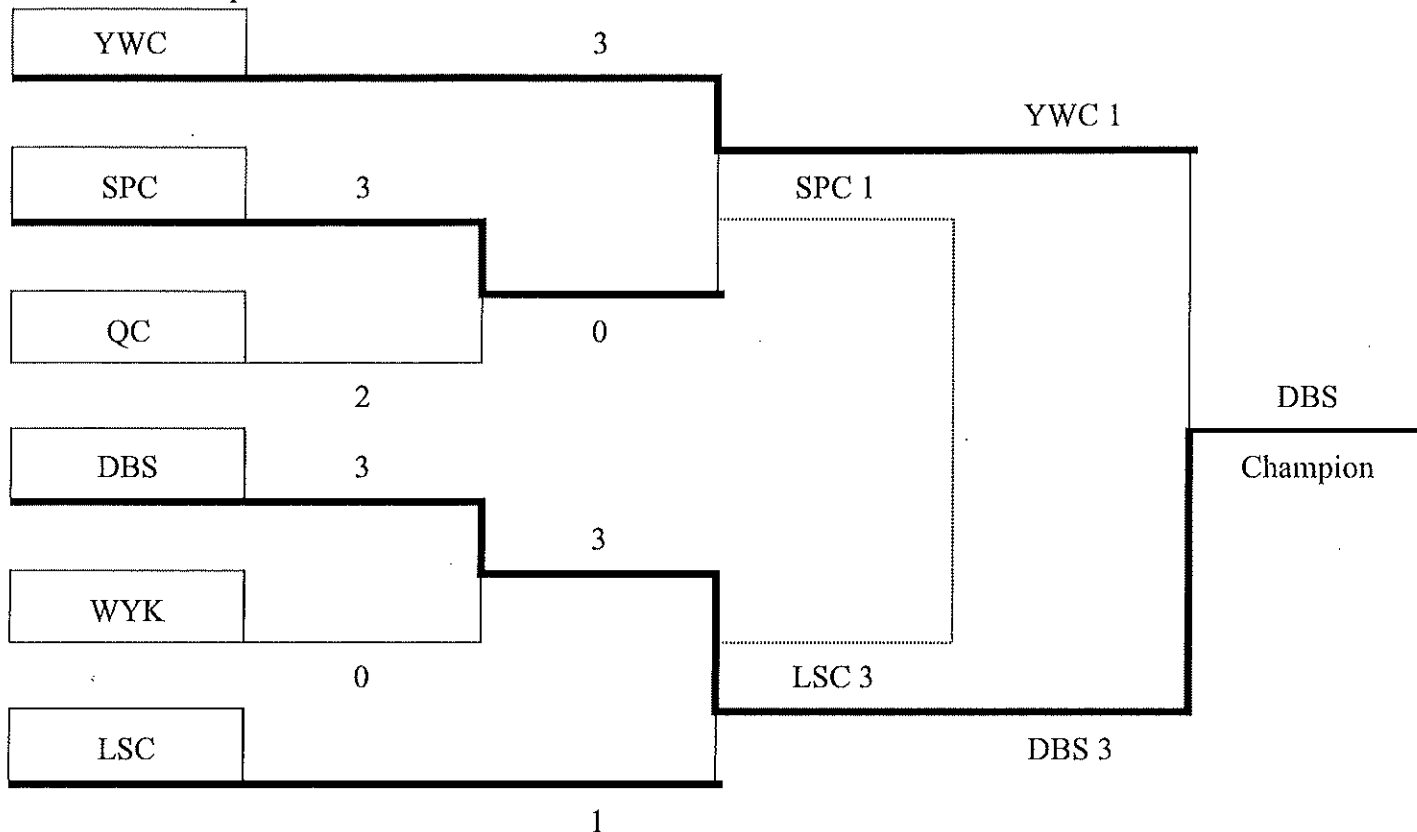 YWC 3
YWC 1
SPC 3 SPC 1
QC 0
2
DBS
DBS 3 Champion
3
WYK
0 LSC 3
LSC DBS 3
1